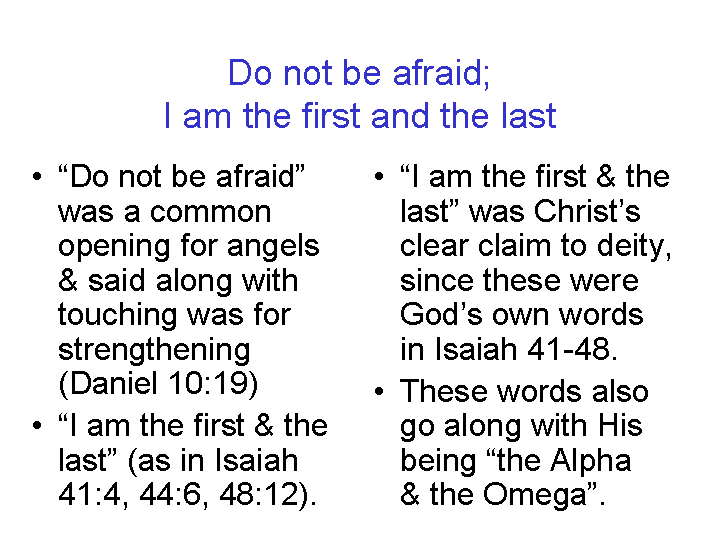 Do not be afraid;
I am the first and the last
• “Do not be afraid”
was a common
opening for angels
& said along with
touching was for
strengthening
(Daniel 10:19)
• “I am the first & the
last” (as in Isaiah
41:4, 44:6, 48:12).
• “I am the first & the
last” was Christ’s
clear claim to deity,
since these were
God’s own words
in Isaiah 41-48.
• These words also
go along with His
being “the Alpha
& the Omega”.